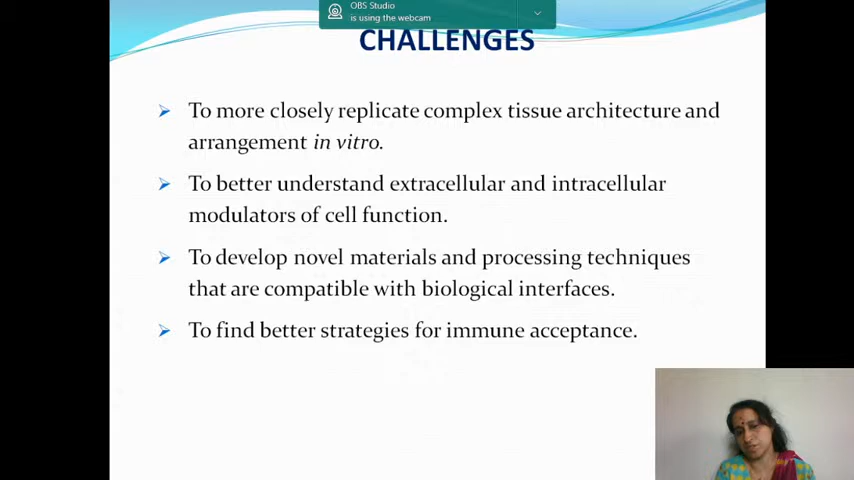 OBS Studio
is using the webcam
CHALLENGES
To more closely replicate complex tissue architecture and
arrangement in vitro.
To better understand extracellular and intracellular
modulators of cell function.
To develop novel materials and processing techniques
that are compatible with biological interfaces.
To find better strategies for immune acceptance.